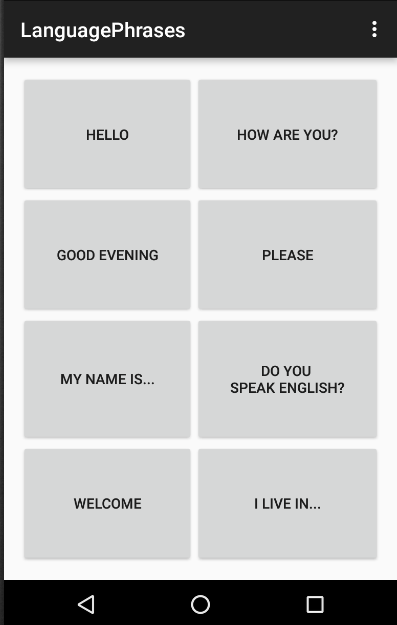 LanguagePhrases
HELLO
HOW ARE YOU?
GOOD EVENING
PLEASE
MY NAME IS...
DO YOU
SPEAK ENGLISH?
WELCOME
I LIVE IN...